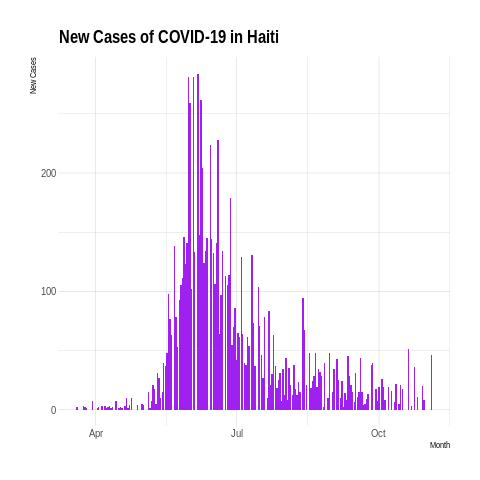 New Cases of COVID-19 in Haiti
New Cases
200
100
0
Apr
Jul
Oct
Month